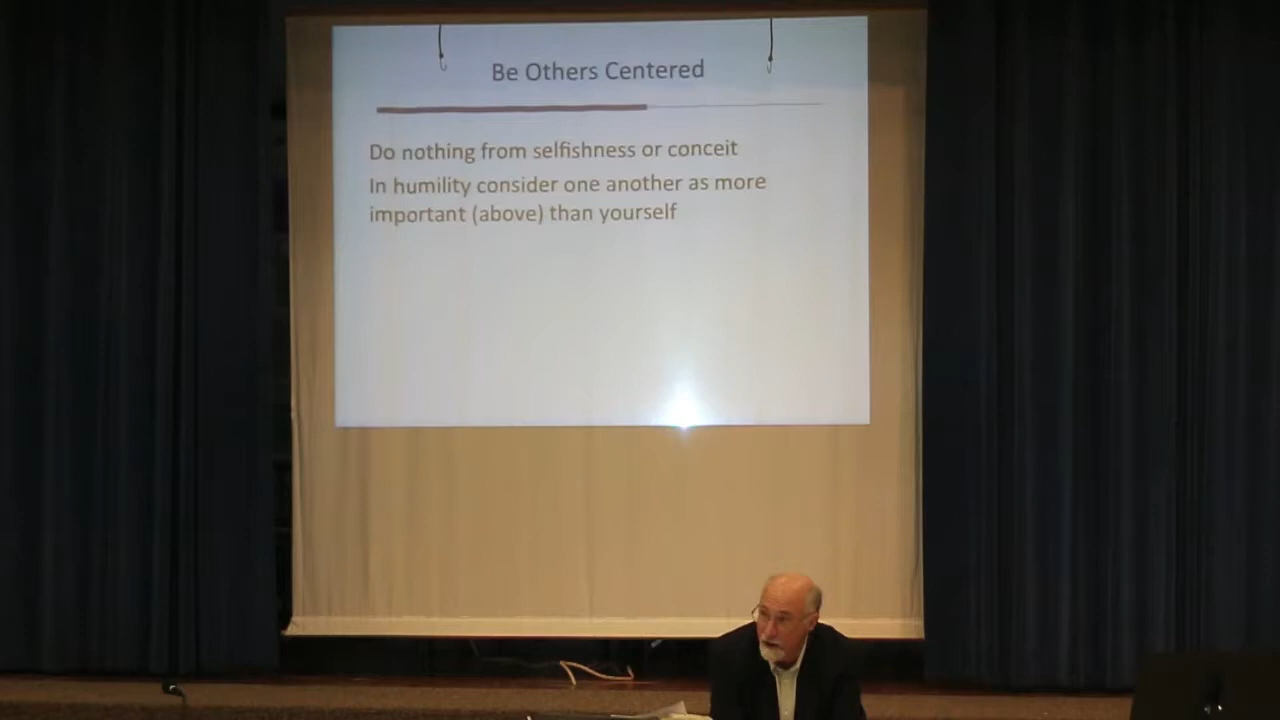 Be Others Centered
Do nothing from selfishness or conceit
In humility consider one another as more
important (above) than yourself